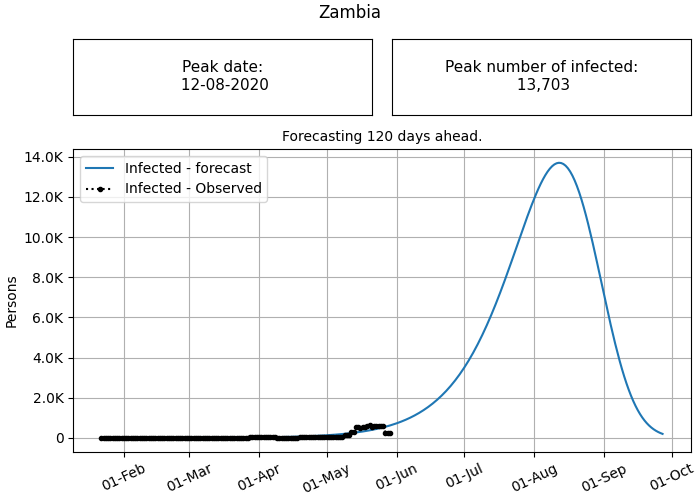 Zambia
Peak date:
12-08-2020
Peak number of infected:
13,703
Forecasting 120 days ahead.
Infected - forecast
Infected - Observed
Persons
14.0K
12.0K
10.0K
8.0K
6.0K
4.0K
2.0K
0
01-Feb
01-Mar
01-Apr
01-May
01-Jun
01-Jul
01-Aug
01-Sep
01-Oct